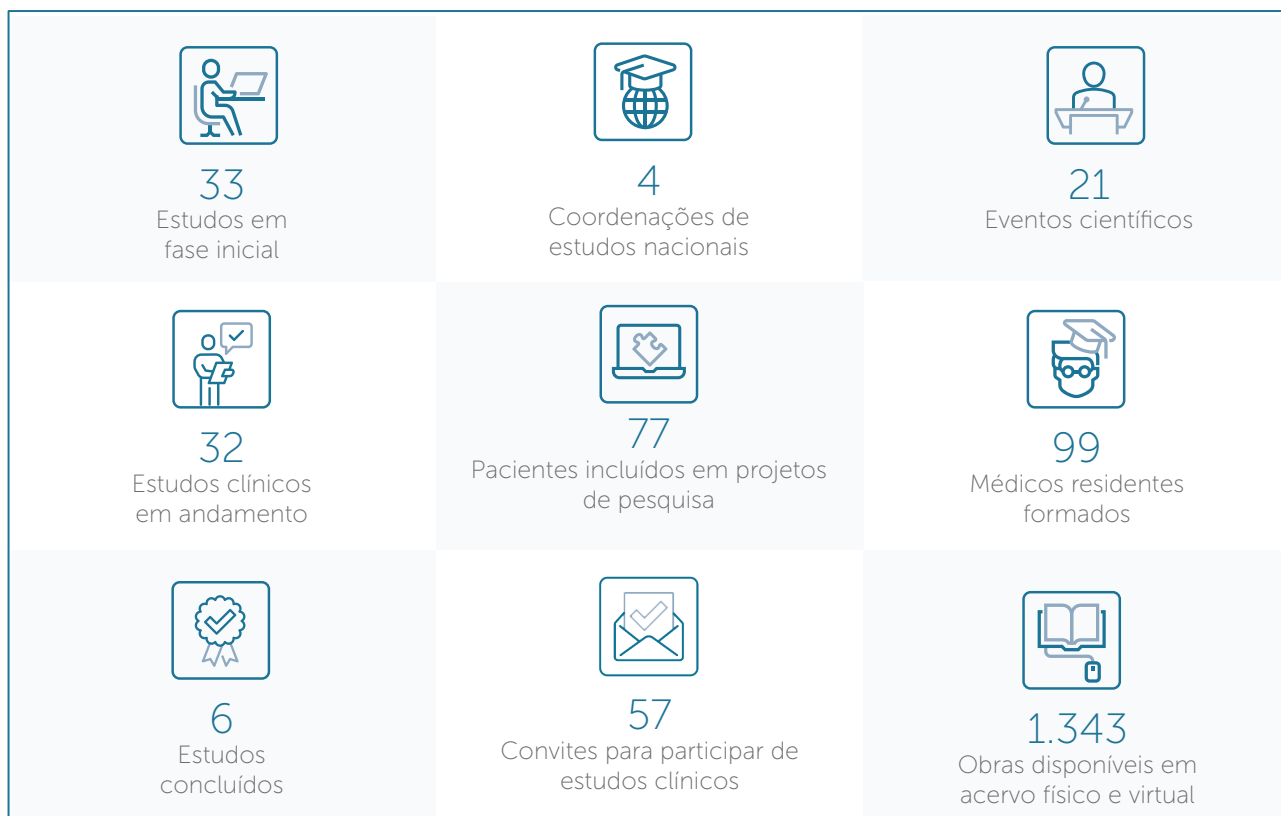 33
Estudos em
fase inicial
4
Coordenações de
estudos nacionais
21
Eventos científicos
32
Estudos clínicos
em andamento
77
Pacientes incluídos em projetos
de pesquisa
99
Médicos residentes
formados
6
Estudos
concluídos
57
Convites para participar de
estudos clínicos
1.343
Obras disponíveis em
acervo físico e virtual